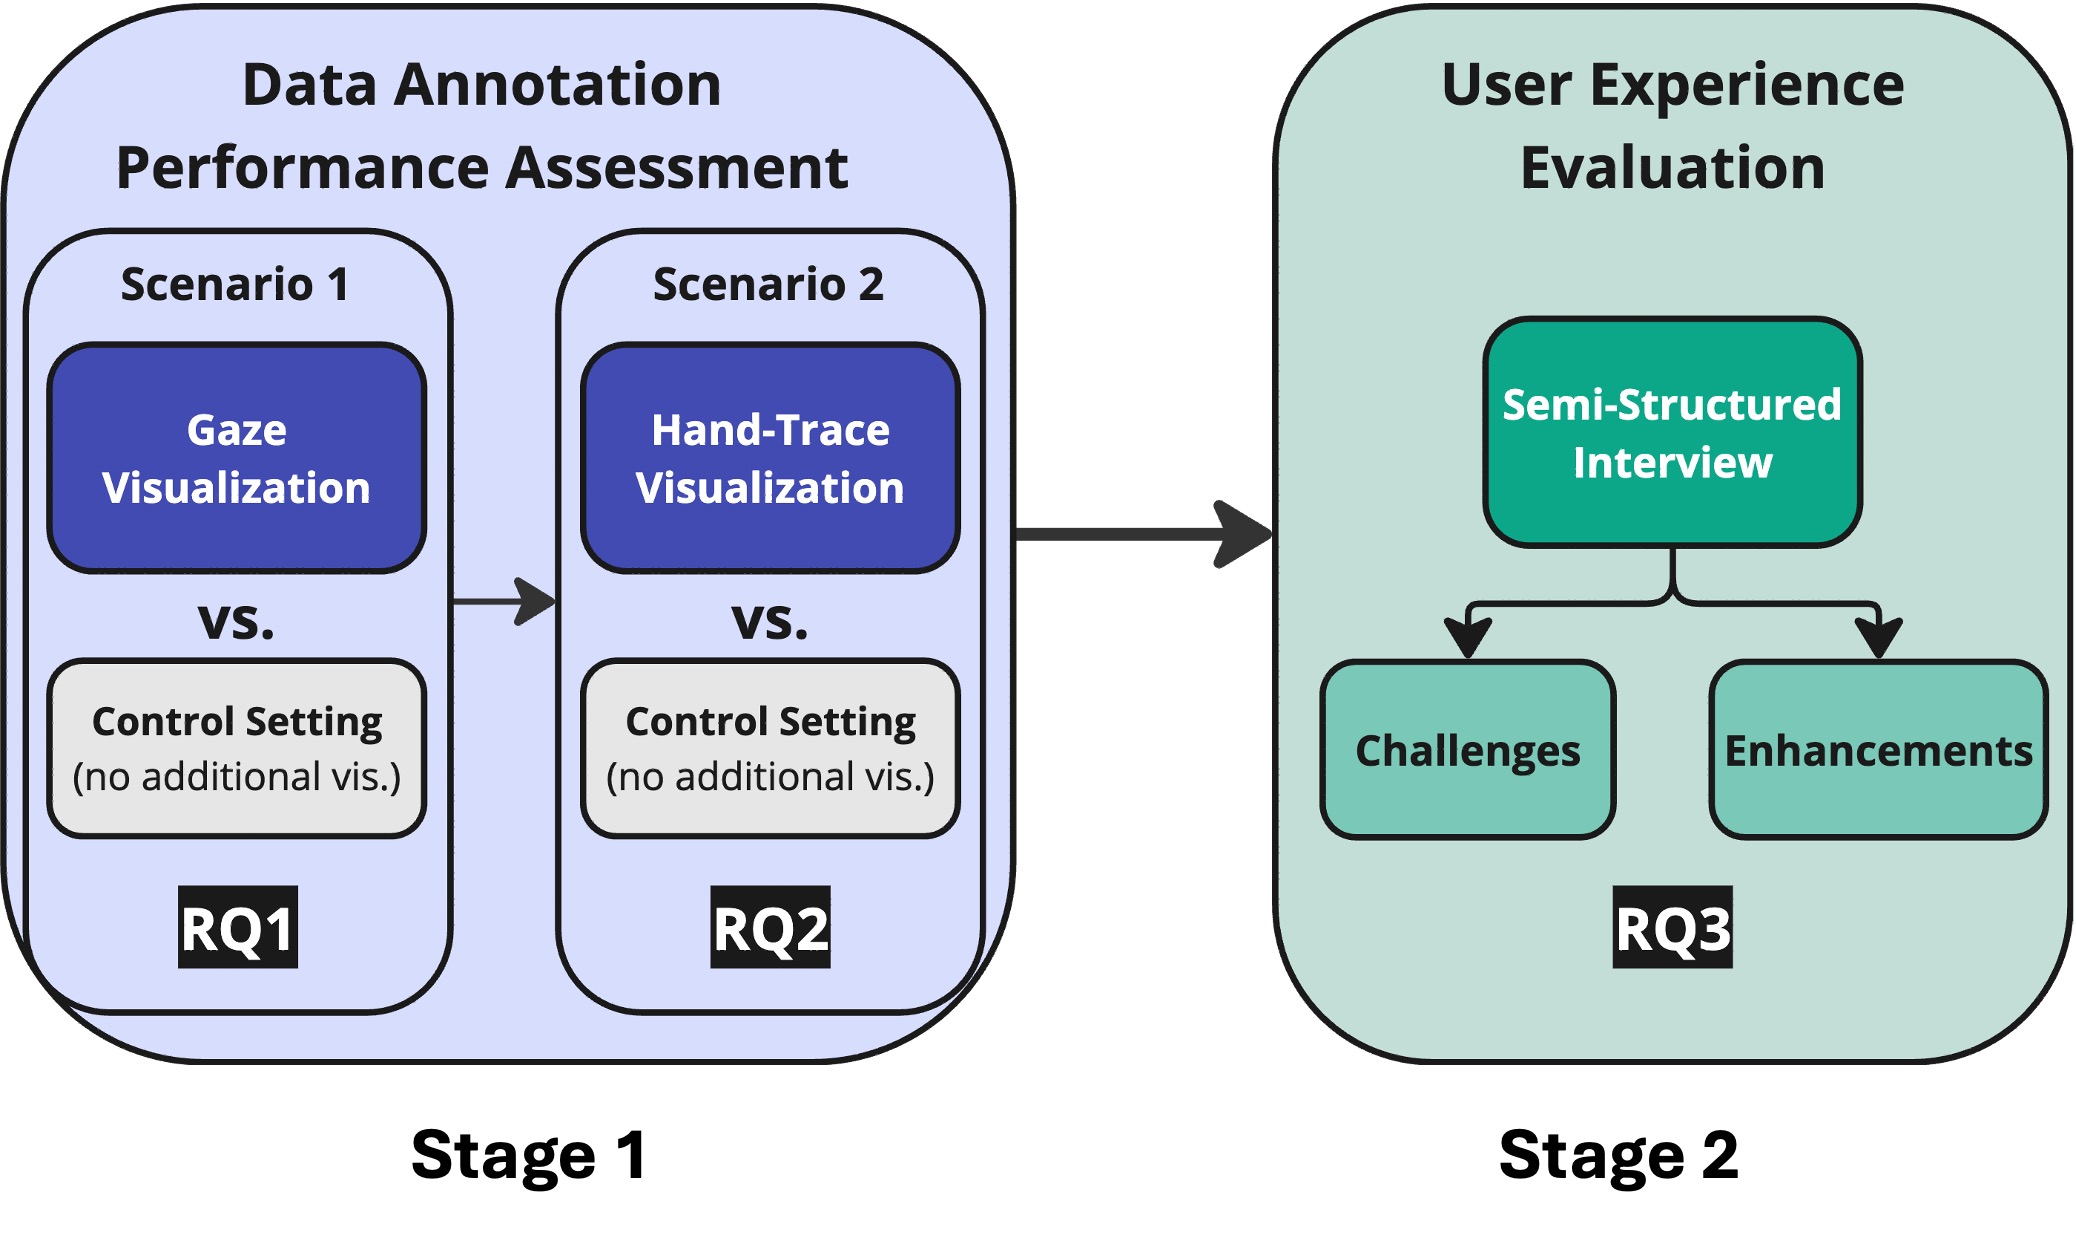 Data Annotation
Performance Assessment
Scenario 1
Gaze
Visualization
vs.
Control Setting
(no additional vis.)
RQ1
Scenario 2
Hand-Trace
Visualization
vs.
Control Setting
(no additional vis.)
RQ2
Stage 1
User Experience
Evaluation
Semi-Structured
Interview
Challenges
Enhancements
RQ3
Stage 2